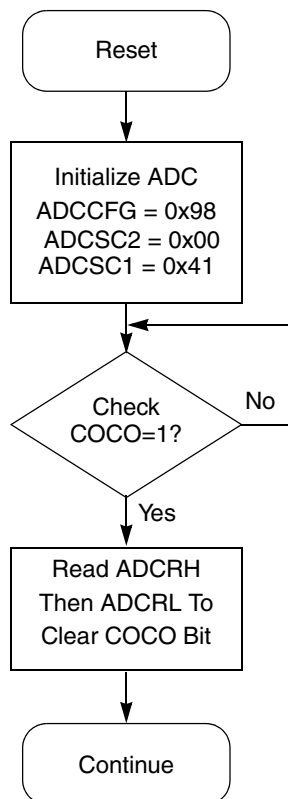 Reset
Initialize ADC
ADCCFG = 0x98
ADCSC2 = 0x00
ADCSC1 = 0x41
Check
COCO=1?
No
Yes
Read ADCRH
Then ADCRL To
Clear COCO Bit
Continue